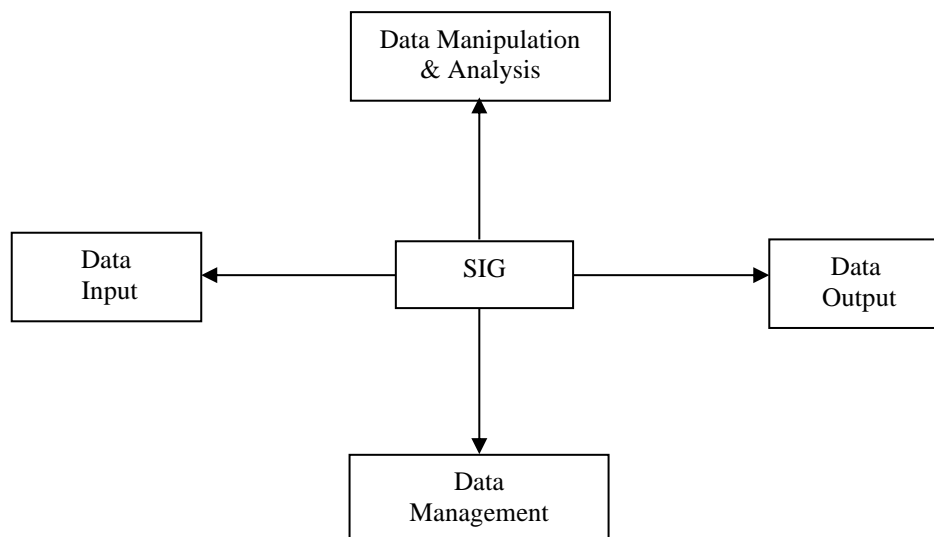 Data Manipulation
& Analysis
Data
Input
SIG
Data
Output
Data
Management